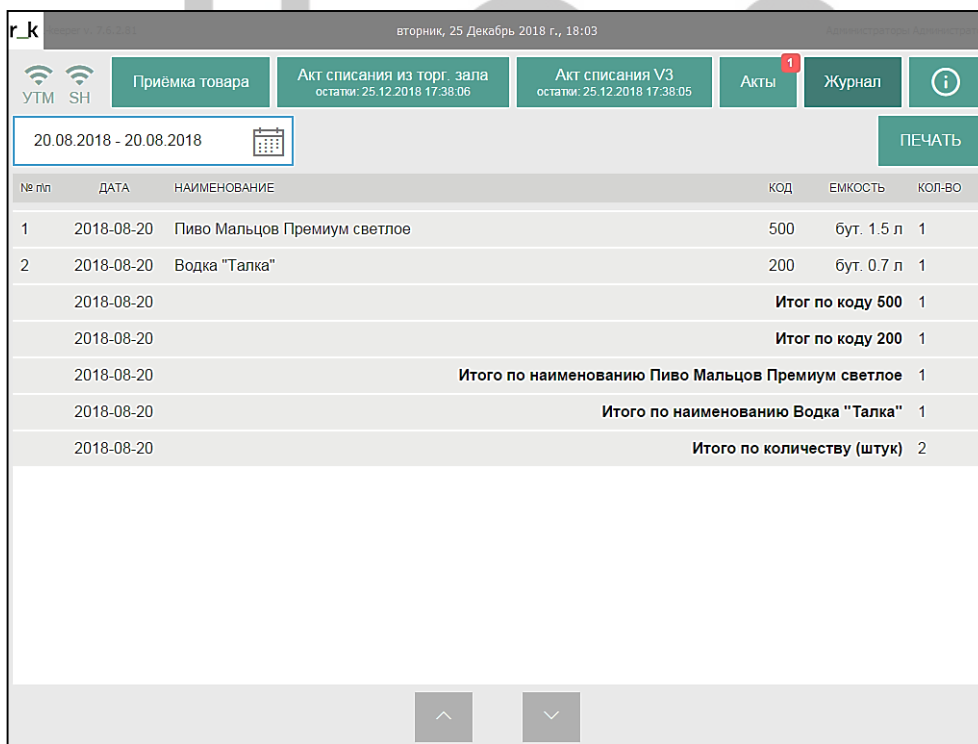 r_k
вторник, 25 Декабрь 2018 г., 18:03
УТМ SH
Приёмка товара
Акт списания из торг. зала
остатки: 25.12.2018 17:38:06
Акт списания V3
остатки: 25.12.2018 17:38:05
Акты 1
Журнал
20.08.2018 - 20.08.2018
ПЕЧАТЬ
№ п\п ДАТА НАИМЕНОВАНИЕ КОД ЕМКОСТЬ КОЛ-ВО
1 2018-08-20 Пиво Мальцов Премиум светлое 500 бут. 1.5 л 1
2 2018-08-20 Водка "Талка" 200 бут. 0.7 л 1
2018-08-20 Итог по коду 500 1
2018-08-20 Итог по коду 200 1
2018-08-20 Итого по наименованию Пиво Мальцов Премиум светлое 1
2018-08-20 Итого по наименованию Водка "Талка" 1
2018-08-20 Итого по количеству (штук) 2